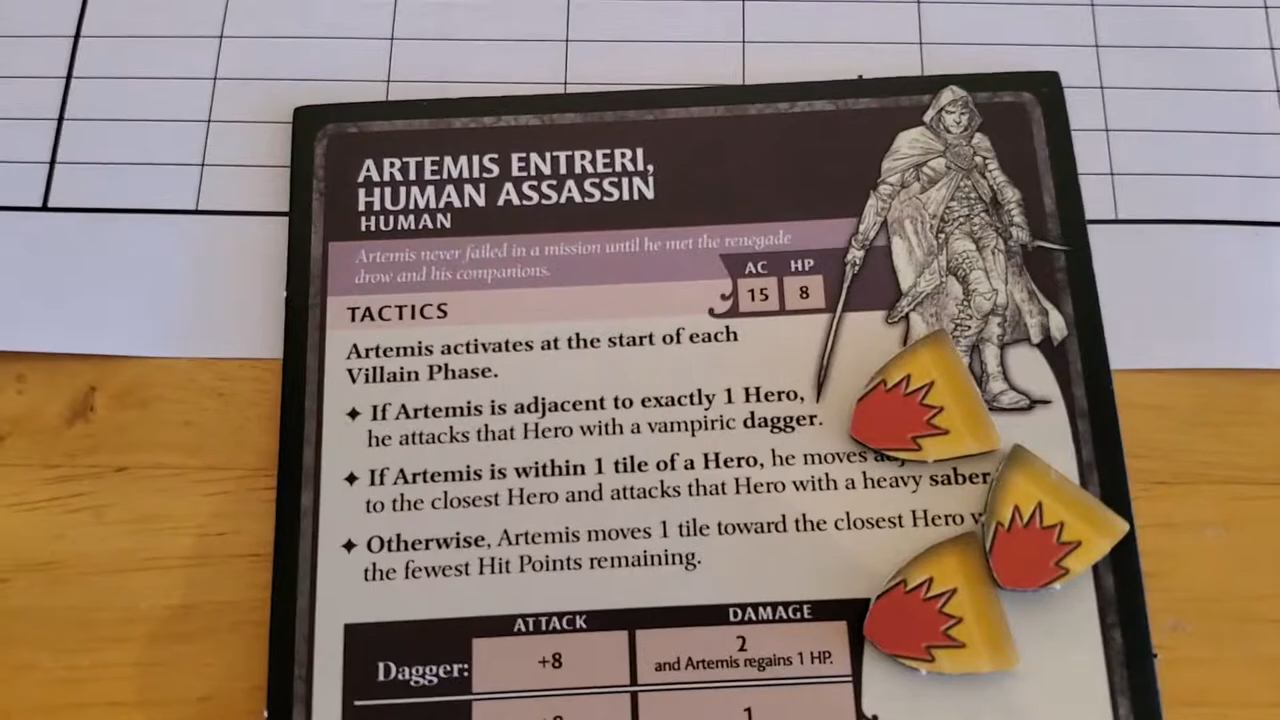 ARTEMIS ENTRERI,
HUMAN ASSASSIN
HUMAN
Artemis never failed in a mission until he met the renegade
drow and his companions.
AC HP
15 8
TACTICS
Artemis activates at the start of each
Villain Phase.
✦ If Artemis is adjacent to exactly 1 Hero,
he attacks that Hero with a vampiric dagger.
✦ If Artemis is within 1 tile of a Hero, he moves
to the closest Hero and attacks that Hero with a heavy saber
✦ Otherwise, Artemis moves 1 tile toward the closest Hero
the fewest Hit Points remaining.
ATTACK DAMAGE
Dagger: +8 2
and Artemis regains 1 HP.
1